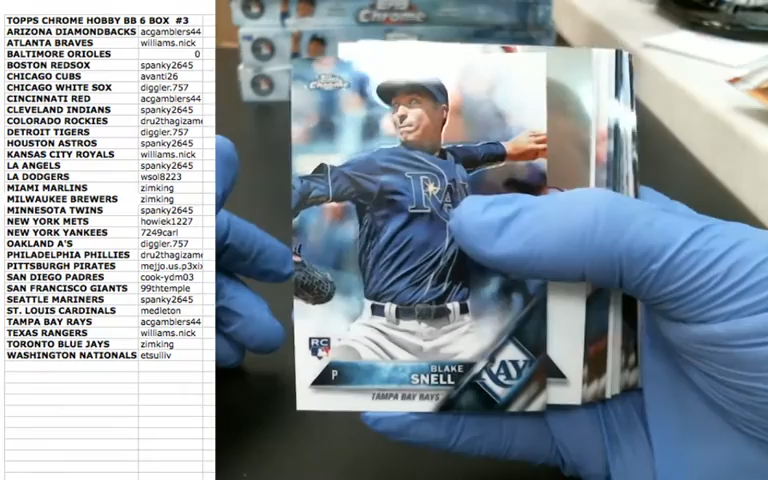 TOPPS CHROME HOBBY BB 6 BOX #3
ARIZONA DIAMONDBACKS acgamblers44
ATLANTA BRAVES williams.nick
BALTIMORE ORIOLES 0
BOSTON REDSOX spanky2645
CHICAGO CUBS avanti26
CHICAGO WHITE SOX diggler.757
CINCINNATI RED acgamblers44
CLEVELAND INDIANS spanky2645
COLORADO ROCKIES dru2thagizame
DETROIT TIGERS diggler.757
HOUSTON ASTROS spanky2645
KANSAS CITY ROYALS williams.nick
LA ANGELS spanky2645
LA DODGERS wsol8223
MIAMI MARLINS zimking
MILWAUKEE BREWERS zimking
MINNESOTA TWINS spanky2645
NEW YORK METS howiek1227
NEW YORK YANKEES 7249carl
OAKLAND A'S diggler.757
PHILADELPHIA PHILLIES dru2thagizame
PITTSBURGH PIRATES mejjo.us.p3xix
SAN DIEGO PADRES cook-ydm03
SAN FRANCISCO GIANTS 99thtemple
SEATTLE MARINERS spanky2645
ST. LOUIS CARDINALS medleton
TAMPA BAY RAYS acgamblers44
TEXAS RANGERS williams.nick
TORONTO BLUE JAYS zimking
WASHINGTON NATIONALS etsullv
Chrome
Topps
Chrome
RA
RC
P
BLAKE
SNELL
RAYS
TAMPA BAY RAYS